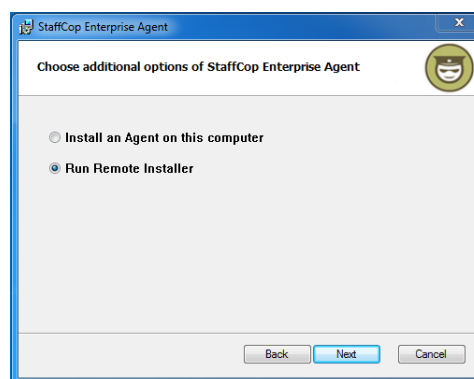 StaffCop Enterprise Agent
Choose additional options of StaffCop Enterprise Agent
Install an Agent on this computer
Run Remote Installer
Back Next Cancel